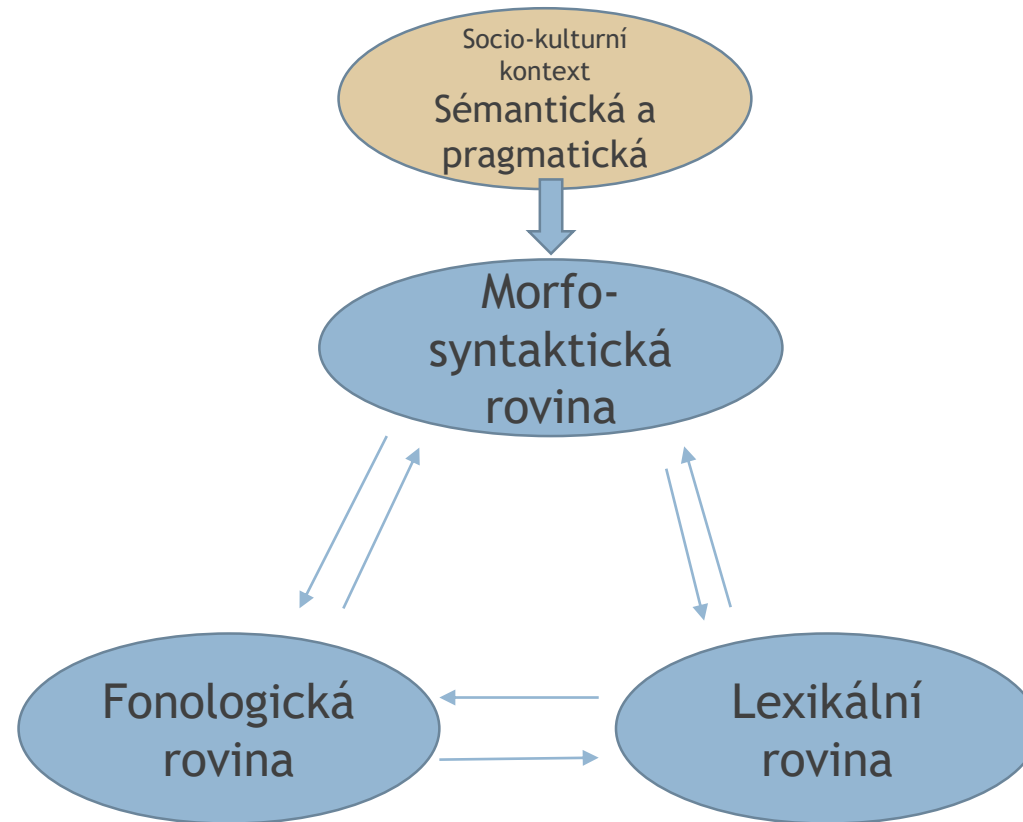 Socio-kulturní
kontext
Sémantická a
pragmatická
Morfo-
syntaktická
rovina
Fonologická
rovina
Lexikální
rovina